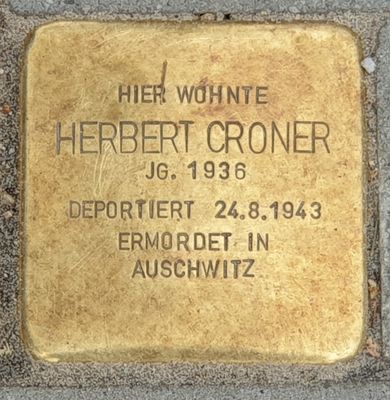 HIER WOHNTE
HERBERT CRONER
JG. 1936
DEPORTIERT 24.8.1943
ERMORDET IN
AUSCHWITZ